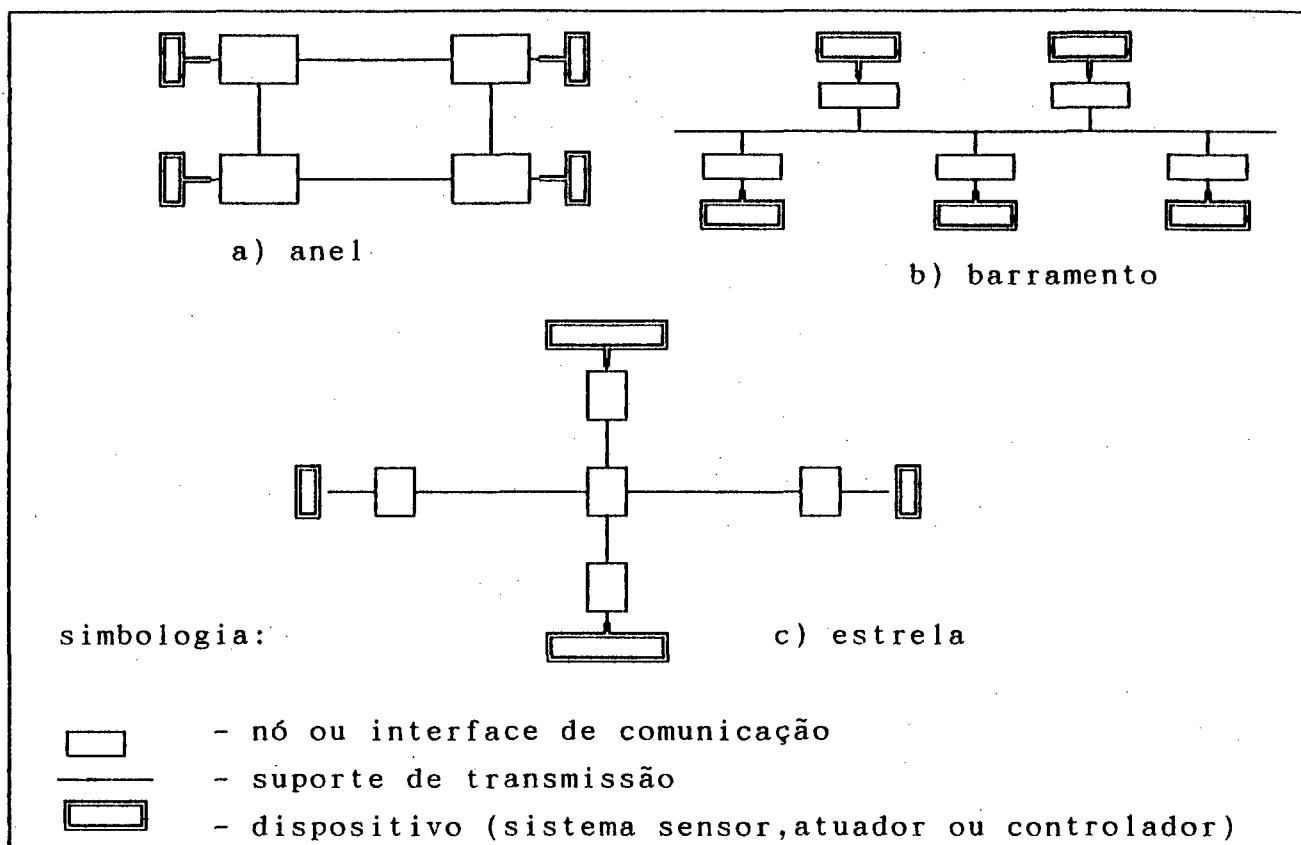 a) anel
b) barramento
simbologia:
c) estrela
- nó ou interface de comunicação
- suporte de transmissão
- dispositivo (sistema sensor,atuador ou controlador)